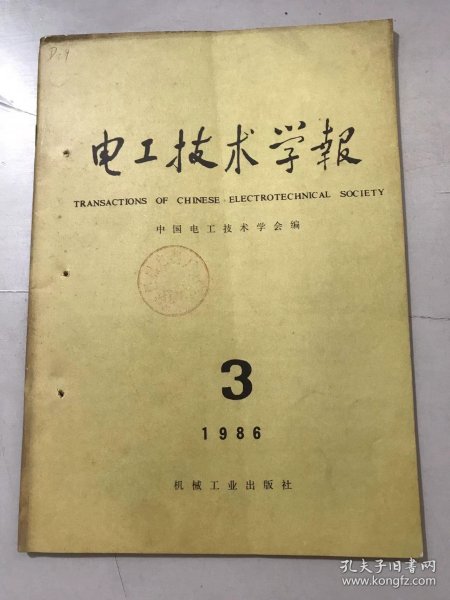 D-9
电工技术学報
TRANSACTIONS OF CHINESE ELECTROTECHNICAL SOCIETY
中国电工技术学会编
3
1986
机械工业出版社
孔夫子旧书网
www.kongfz.com